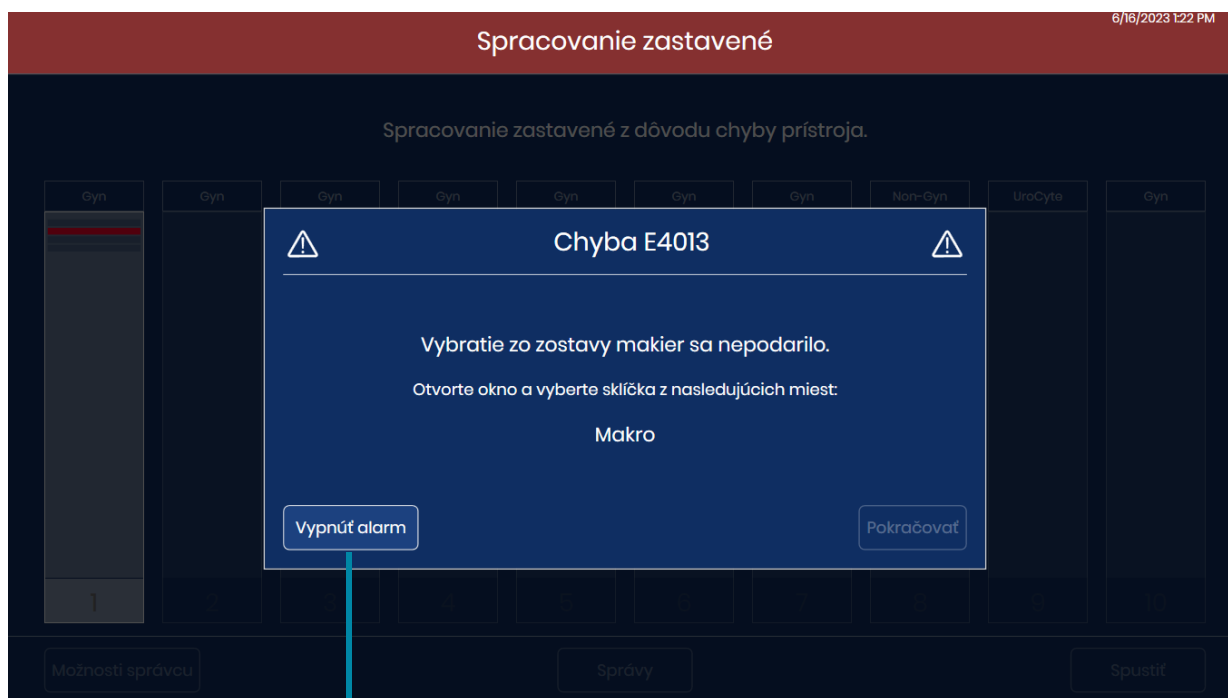 6/16/2023 1:22 PM
Spracovanie zastavené
Spracovanie zastavené z dôvodu chyby prístroja.
Gyn Gyn Gyn Gyn Gyn Gyn Gyn Non-Gyn UroCyte Gyn
Chyba E4013
Vybratie zo zostavy makier sa nepodarilo.
Otvorte okno a vyberte sklíčka z nasledujúcich miest:
Makro
Vypnúť alarm Pokračovať
1 2 3 4 5 6 7 8 9 10
Možnosti správcu Správy Spustiť